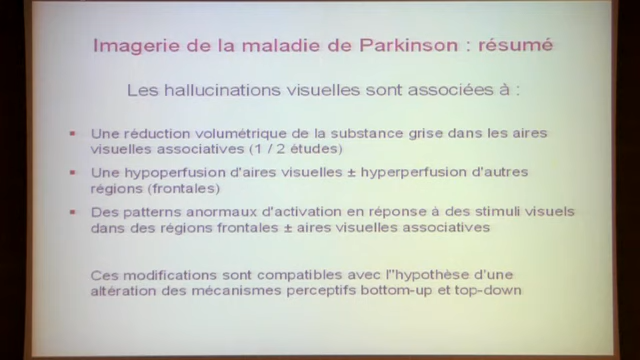 Imagerie de la maladie de Parkinson : résumé
Les hallucinations visuelles sont associées à :
▪ Une réduction volumétrique de la substance grise dans les aires
visuelles associatives (1 / 2 études)
▪ Une hypoperfusion d'aires visuelles ± hyperperfusion d'autres
régions (frontales)
▪ Des patterns anormaux d'activation en réponse à des stimuli visuels
dans des régions frontales ± aires visuelles associatives
Ces modifications sont compatibles avec l''hypothèse d'une
altération des mécanismes perceptifs bottom-up et top-down